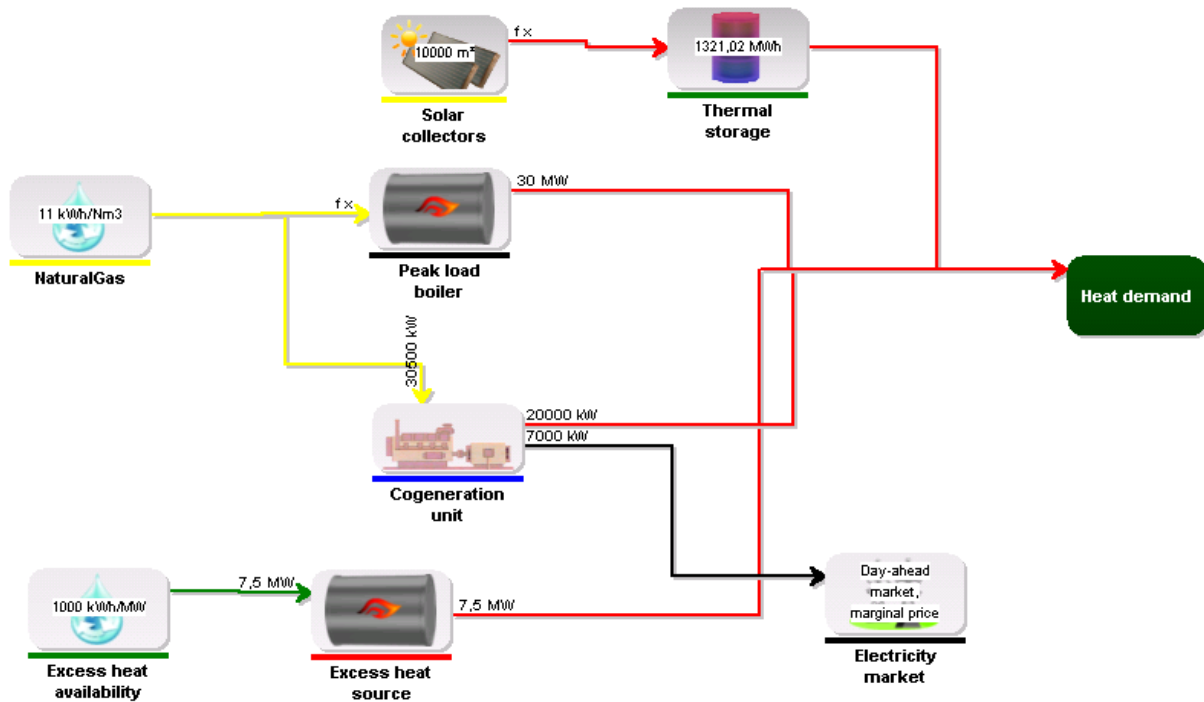 10000 m²
f x
1321,02 MWh
Solar
collectors
Thermal
storage
11 kWh/Nm3
NaturalGas
f x
30 MW
Peak load
boiler
Heat demand
30500 kW
20000 kW
7000 kW
Cogeneration
unit
1000 kWh/MW
7,5 MW
7,5 MW
Excess heat
availability
Excess heat
source
Day-ahead
market,
marginal price
Electricity
market